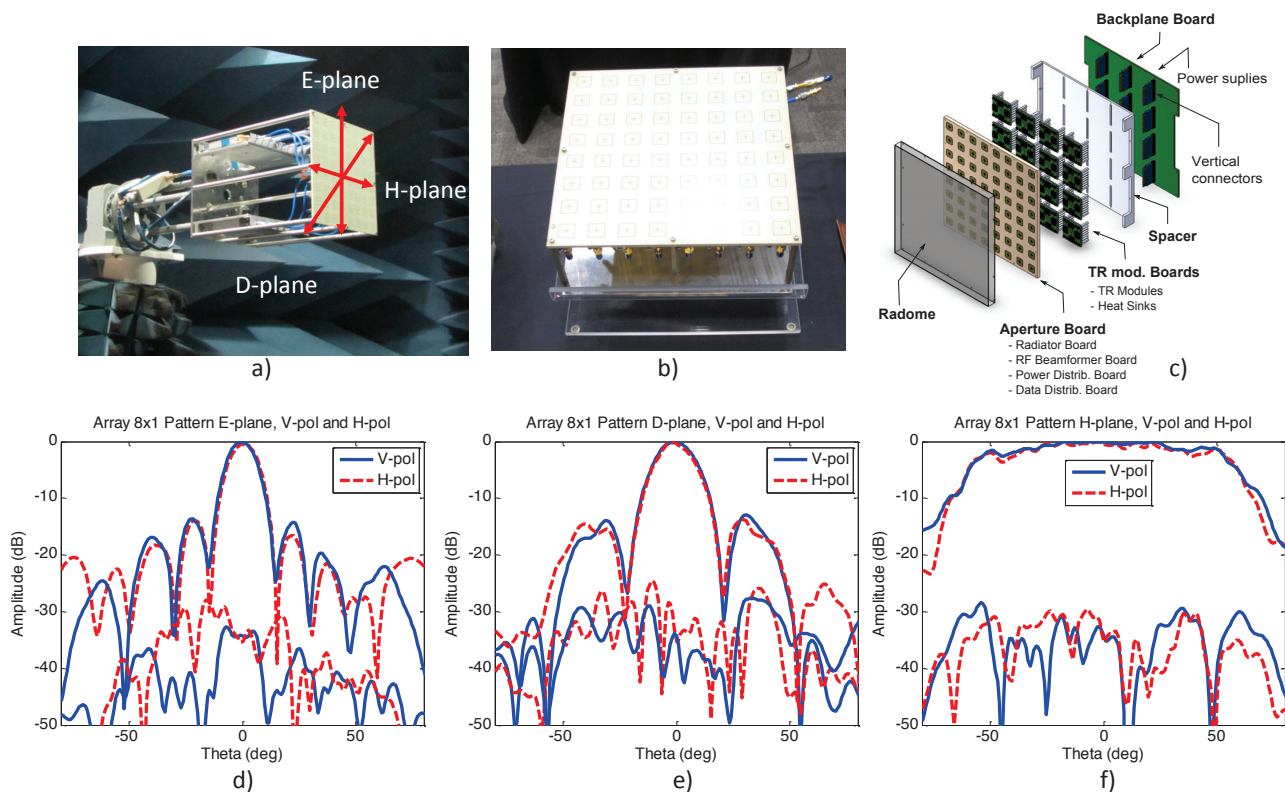 E-plane
H-plane
D-plane
a)
b)
Backplane Board
Power suplies
Vertical
connectors
Spacer
TR mod. Boards
- TR Modules
- Heat Sinks
Radome
Aperture Board
- Radiator Board
- RF Beamformer Board
- Power Distrib. Board
- Data Distrib. Board
c)
Array 8x1 Pattern E-plane, V-pol and H-pol
V-pol
H-pol
0
-10
-20
-30
-40
-50
Amplitude (dB)
-50
0
50
Theta (deg)
d)
Array 8x1 Pattern D-plane, V-pol and H-pol
V-pol
H-pol
0
-10
-20
-30
-40
-50
Amplitude (dB)
-50
0
50
Theta (deg)
e)
Array 8x1 Pattern H-plane, V-pol and H-pol
V-pol
H-pol
0
-10
-20
-30
-40
-50
Amplitude (dB)
-50
0
50
Theta (deg)
f)